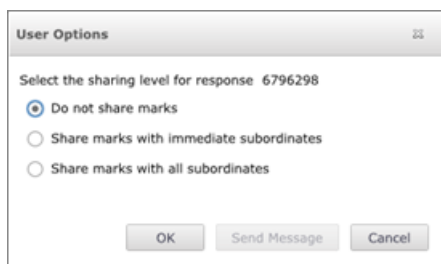 User Options
Select the sharing level for response 6796298
Do not share marks
Share marks with immediate subordinates
Share marks with all subordinates
OK Send Message Cancel